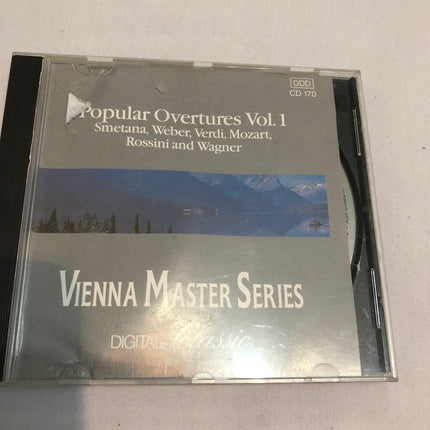 DDD
CD 170
Popular Overtures Vol. 1
Smetana, Weber, Verdi, Mozart,
Rossini and Wagner
VIENNA MASTER SERIES
DIGITAL Classic